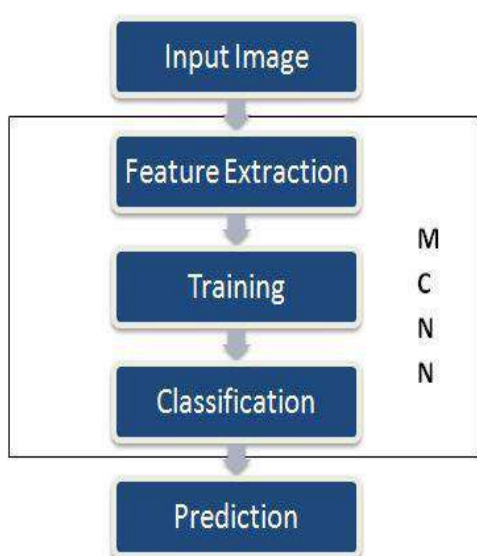 Input Image
Feature Extraction
Training
Classification
Prediction
M
C
N
N